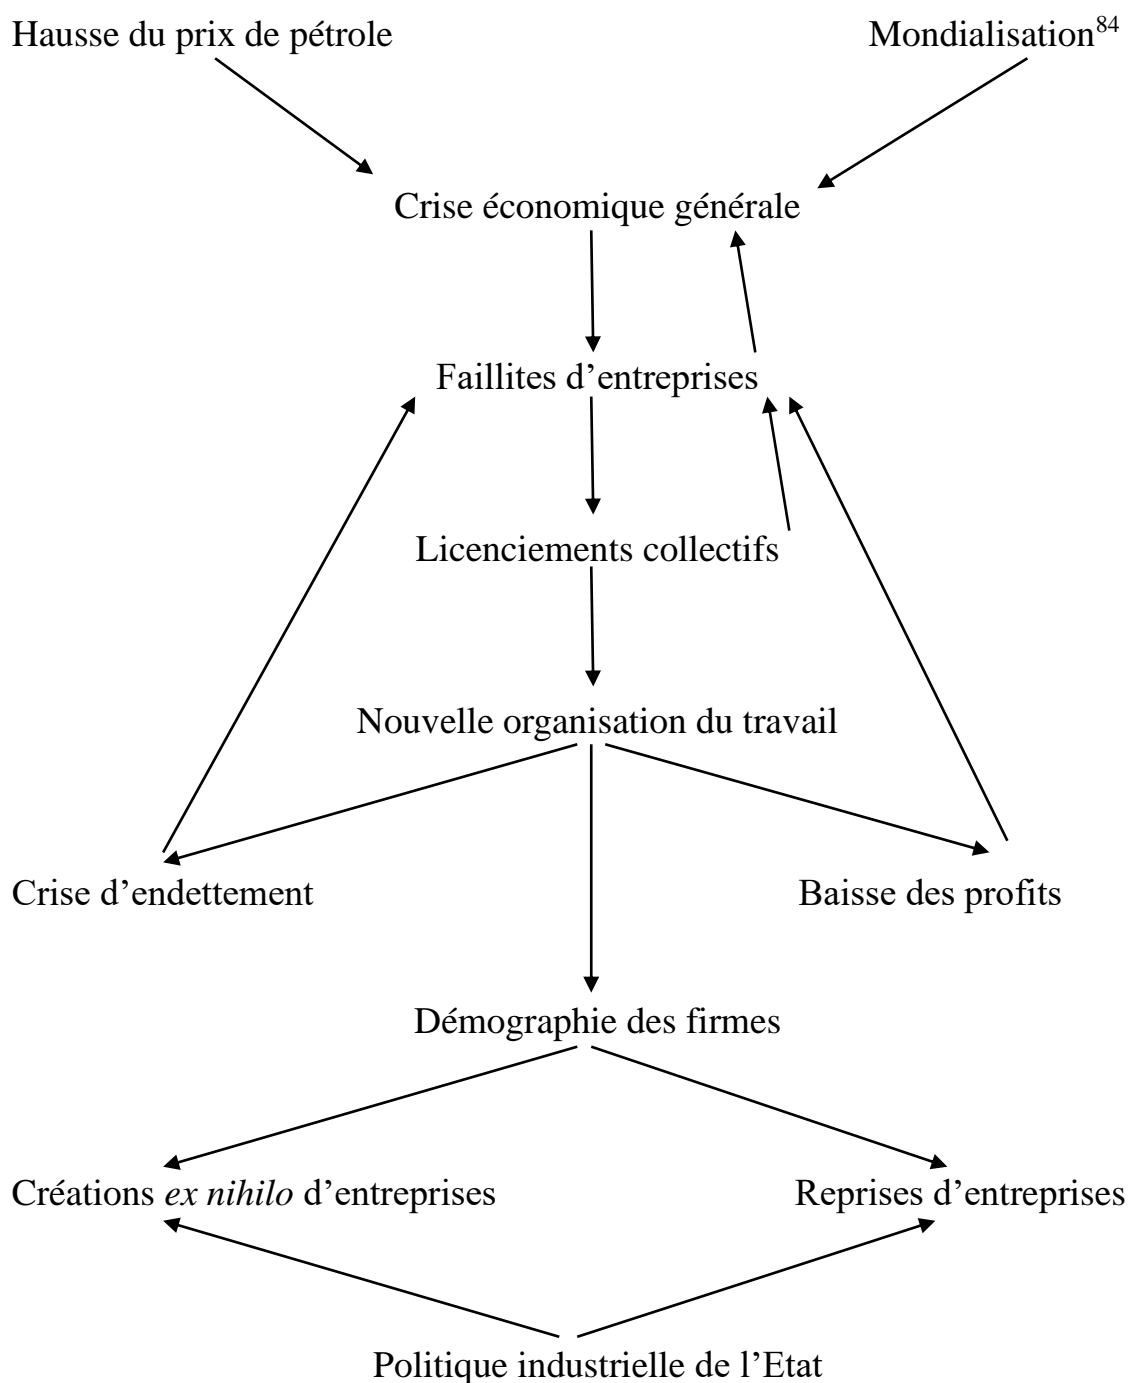 Hausse du prix de pétrole
Mondialisation84
Crise économique générale
Faillites d’entreprises
Licenciements collectifs
Nouvelle organisation du travail
Crise d’endettement
Baisse des profits
Démographie des firmes
Créations ex nihilo d’entreprises
Reprises d’entreprises
Politique industrielle de l’Etat